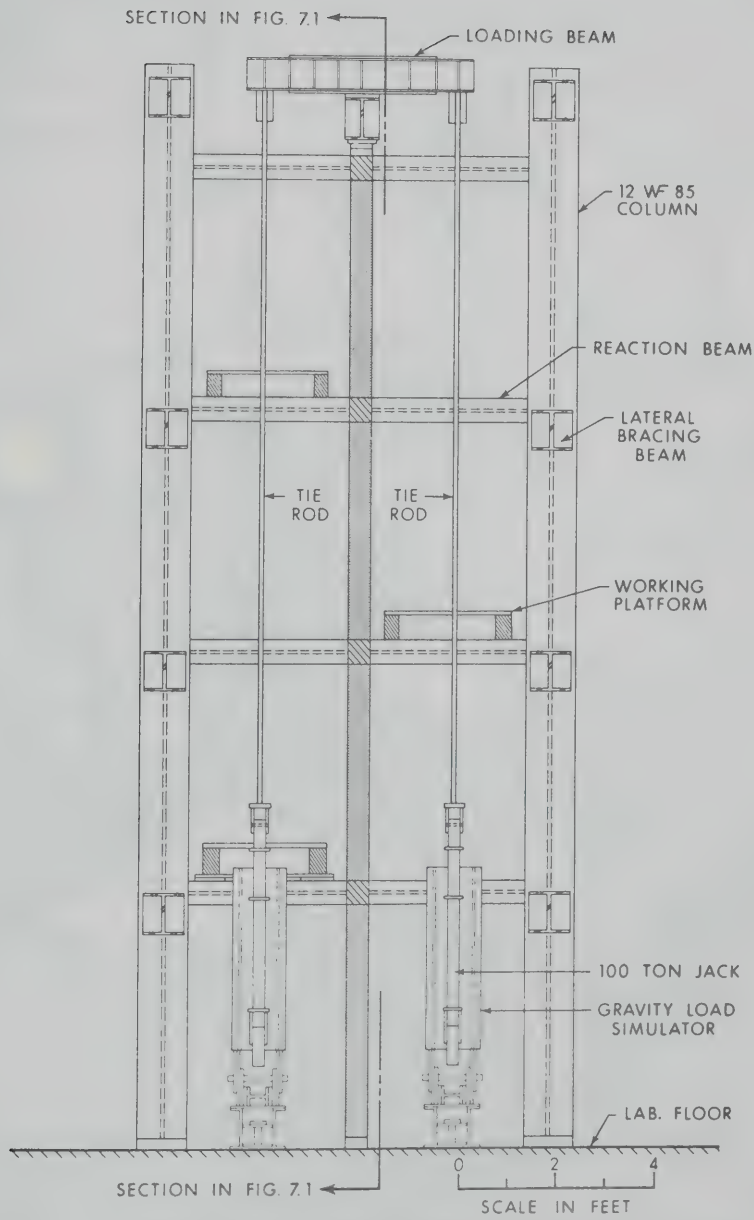 SECTION IN FIG. 7.1
LOADING BEAM
12 WF 85
COLUMN
REACTION BEAM
LATERAL
BRACING
BEAM
TIE
ROD
TIE
ROD
WORKING
PLATFORM
100 TON JACK
GRAVITY LOAD
SIMULATOR
LAB. FLOOR
0 2 4
SECTION IN FIG. 7.1
SCALE IN FEET